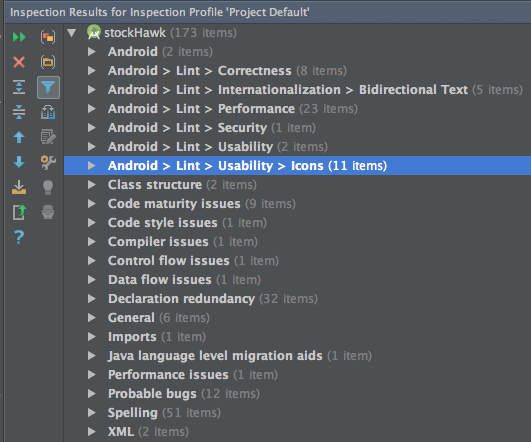 Inspection Results for Inspection Profile 'Project Default'
stockHawk (173 items)
Android (2 items)
Android > Lint > Correctness (8 items)
Android > Lint > Internationalization > Bidirectional Text (5 items)
Android > Lint > Performance (23 items)
Android > Lint > Security (1 item)
Android > Lint > Usability (2 items)
Android > Lint > Usability > Icons (11 items)
Class structure (2 items)
Code maturity issues (9 items)
Code style issues (1 item)
Compiler issues (1 item)
Control flow issues (1 item)
Data flow issues (1 item)
Declaration redundancy (32 items)
General (6 items)
Imports (1 item)
Java language level migration aids (1 item)
Performance issues (1 item)
Probable bugs (12 items)
Spelling (51 items)
XML (2 items)